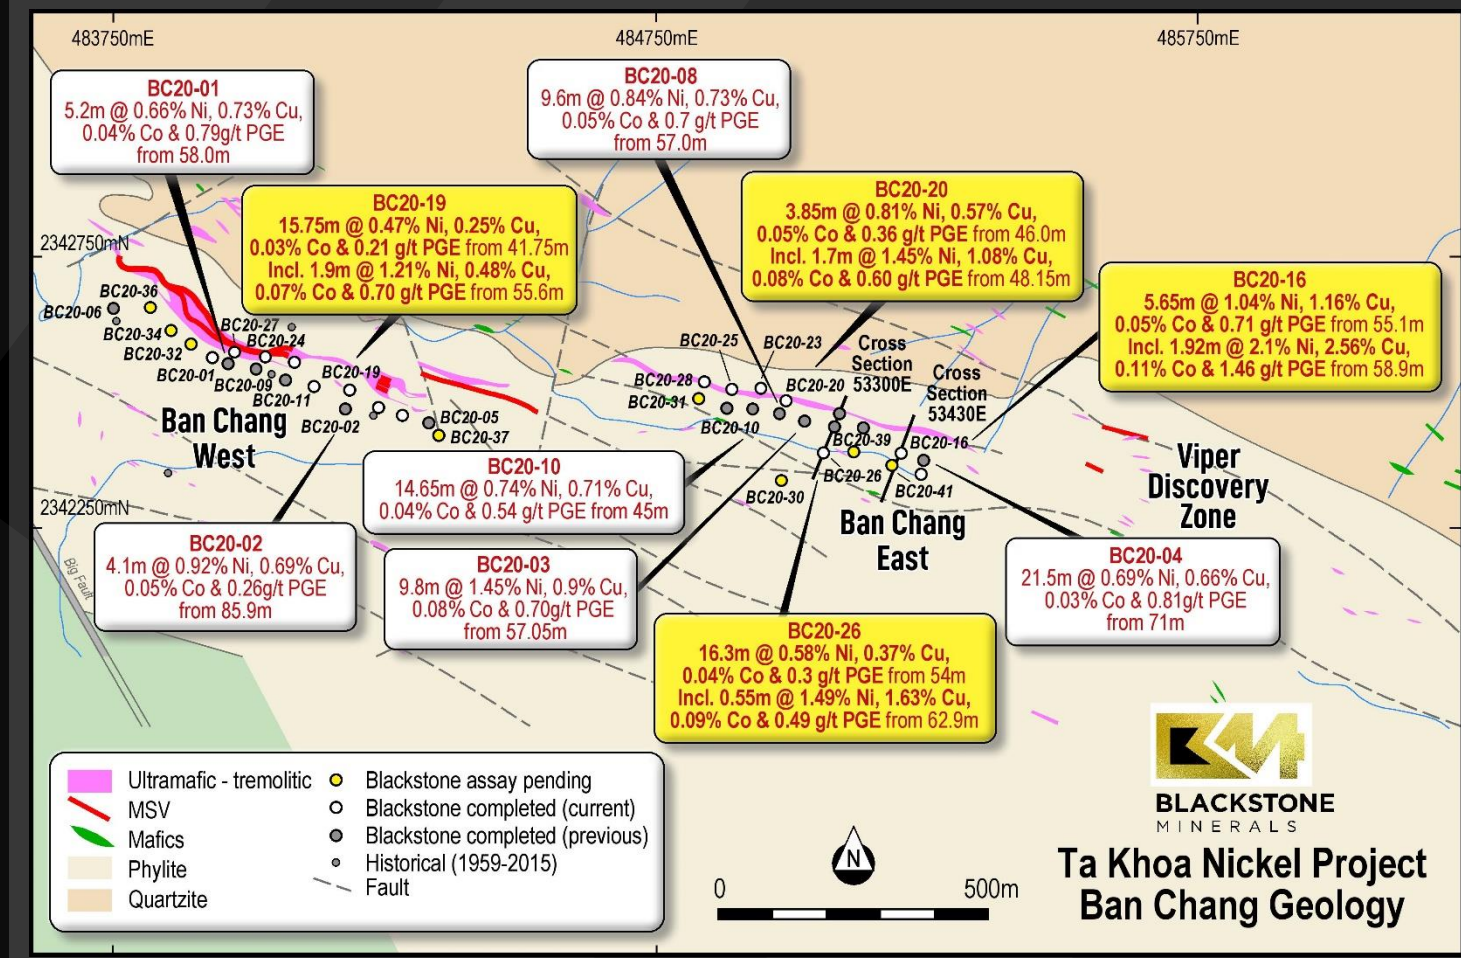 483750mE
484750mE
485750mE
BC20-01
5.2m @ 0.66% Ni, 0.73% Cu,
0.04% Co & 0.79g/t PGE
from 58.0m
BC20-08
9.6m @ 0.84% Ni, 0.73% Cu,
0.05% Co & 0.7 g/t PGE
from 57.0m
BC20-19
15.75m @ 0.47% Ni, 0.25% Cu,
0.03% Co & 0.21 g/t PGE from 41.75m
Incl. 1.9m @ 1.21% Ni, 0.48% Cu,
0.07% Co & 0.70 g/t PGE from 55.6m
BC20-20
3.85m @ 0.81% Ni, 0.57% Cu,
0.05% Co & 0.36 g/t PGE from 46.0m
Incl. 1.7m @ 1.45% Ni, 1.08% Cu,
0.08% Co & 0.60 g/t PGE from 48.15m
BC20-16
5.65m @ 1.04% Ni, 1.16% Cu,
0.05% Co & 0.71 g/t PGE from 55.1m
Incl. 1.92m @ 2.1% Ni, 2.56% Cu,
0.11% Co & 1.46 g/t PGE from 58.9m
2342750mN
BC20-36
BC20-06
BC20-34
BC20-32
BC20-01
BC20-27
BC20-24
BC20-09
BC20-11
BC20-19
BC20-02
BC20-05
BC20-37
Ban Chang
West
BC20-25
BC20-23
BC20-28
BC20-31
BC20-20
BC20-10
Cross
Section
53300E
Cross
Section
53430E
BC20-39
BC20-16
BC20-26
BC20-30
BC20-41
Ban Chang
East
Viper
Discovery
Zone
2342250mN
Big Fault
BC20-10
14.65m @ 0.74% Ni, 0.71% Cu,
0.04% Co & 0.54 g/t PGE from 45m
BC20-02
4.1m @ 0.92% Ni, 0.69% Cu,
0.05% Co & 0.26g/t PGE
from 85.9m
BC20-03
9.8m @ 1.45% Ni, 0.9% Cu,
0.08% Co & 0.70g/t PGE
from 57.05m
BC20-04
21.5m @ 0.69% Ni, 0.66% Cu,
0.03% Co & 0.81g/t PGE
from 71m
BC20-26
16.3m @ 0.58% Ni, 0.37% Cu,
0.04% Co & 0.3 g/t PGE from 54m
Incl. 0.55m @ 1.49% Ni, 1.63% Cu,
0.09% Co & 0.49 g/t PGE from 62.9m
Ultramafic - tremolitic
MSV
Mafics
Phylite
Quartzite
Blackstone assay pending
Blackstone completed (current)
Blackstone completed (previous)
Historical (1959-2015)
Fault
N
0
500m
BLACKSTONE
MINERALS
Ta Khoa Nickel Project
Ban Chang Geology